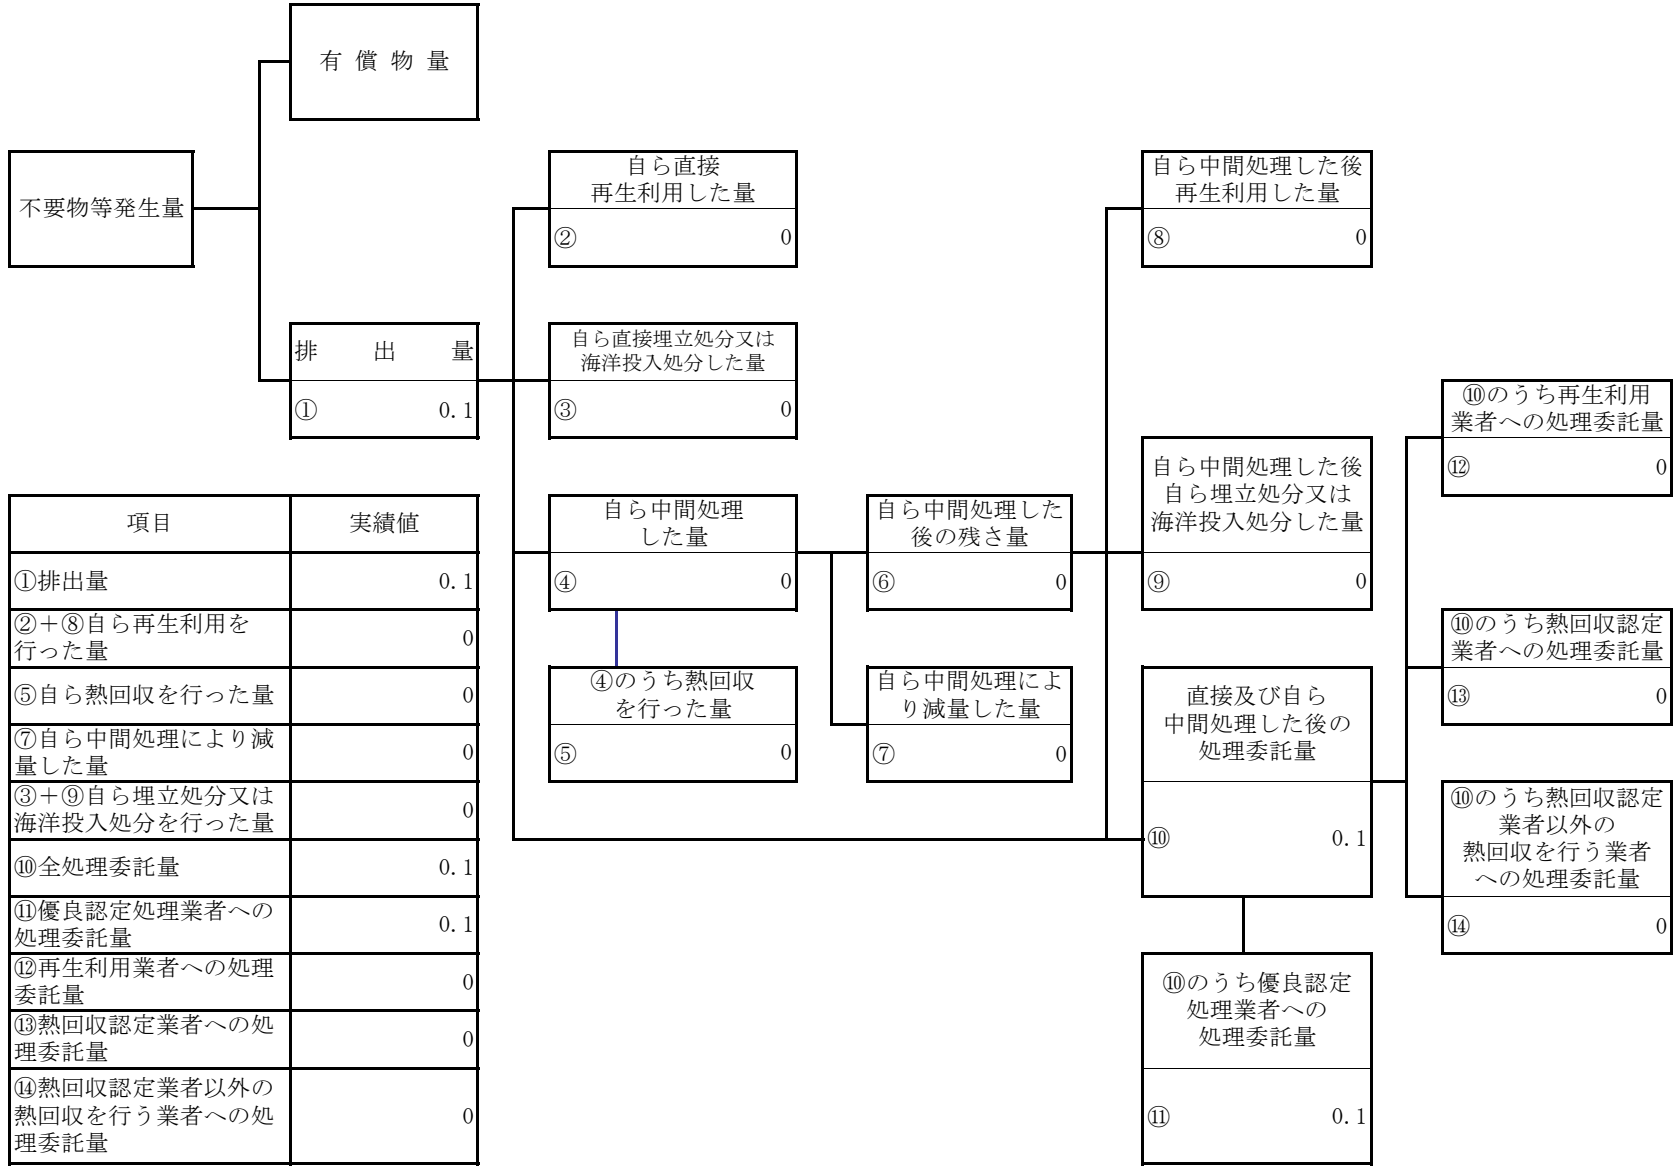 有償物量
不要物等発生量
自ら直接
再生利用した量
② 0
自ら中間処理した後
再生利用した量
⑧ 0
排出量
① 0.1
自ら直接埋立処分又は
海洋投入処分した量
③ 0
⑩のうち再生利用
業者への処理委託量
⑫ 0
自ら中間処理した後
自ら埋立処分又は
海洋投入処分した量
⑨ 0
自ら中間処理
した量
④ 0
自ら中間処理した
後の残さ量
⑥ 0
⑩のうち熱回収認定
業者への処理委託量
⑬ 0
④のうち熱回収
を行った量
⑤ 0
自ら中間処理によ
り減量した量
⑦ 0
直接及び自ら
中間処理した後の
処理委託量
⑩ 0.1
⑩のうち熱回収認定
業者以外の
熱回収を行う業者
への処理委託量
⑭ 0
⑩のうち優良認定
処理業者への
処理委託量
⑪ 0.1
項目 実績値
①排出量 0.1
②+⑧自ら再生利用を
行った量 0
⑤自ら熱回収を行った量 0
⑦自ら中間処理により減
量した量 0
③+⑨自ら埋立処分又は
海洋投入処分を行った量 0
⑩全処理委託量 0.1
⑪優良認定処理業者への
処理委託量 0.1
⑫再生利用業者への処理
委託量 0
⑬熱回収認定業者への処
理委託量 0
⑭熱回収認定業者以外の
熱回収を行う業者への処
理委託量 0